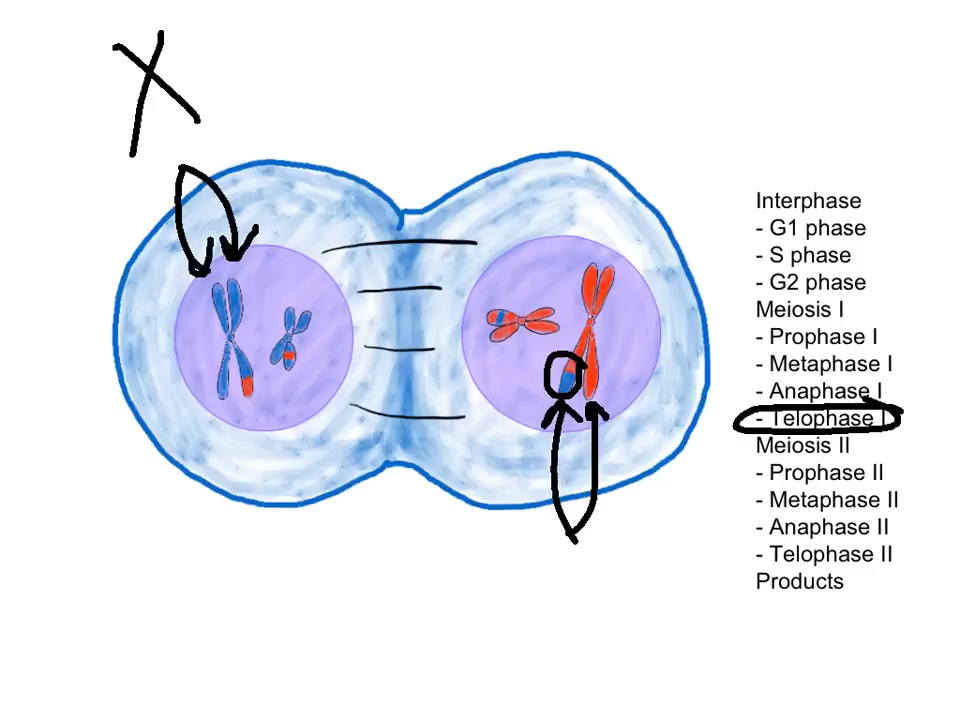 Interphase
- G1 phase
- S phase
- G2 phase
Meiosis I
- Prophase I
- Metaphase I
- Anaphase I
- Telophase I
Meiosis II
- Prophase II
- Metaphase II
- Anaphase II
- Telophase II
Products